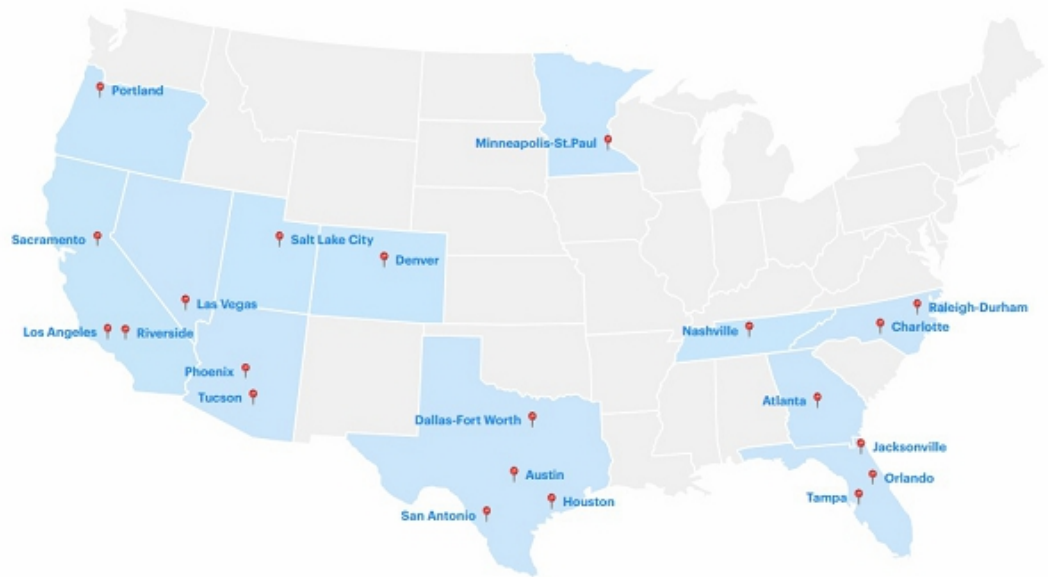 Portland
Minneapolis-St.Paul
Sacramento
Salt Lake City
Denver
Las Vegas
Raleigh-Durham
Los Angeles
Riverside
Nashville
Charlotte
Phoenix
Tucson
Atlanta
Dallas-Fort Worth
Jacksonville
Austin
Orlando
Tampa
Houston
San Antonio